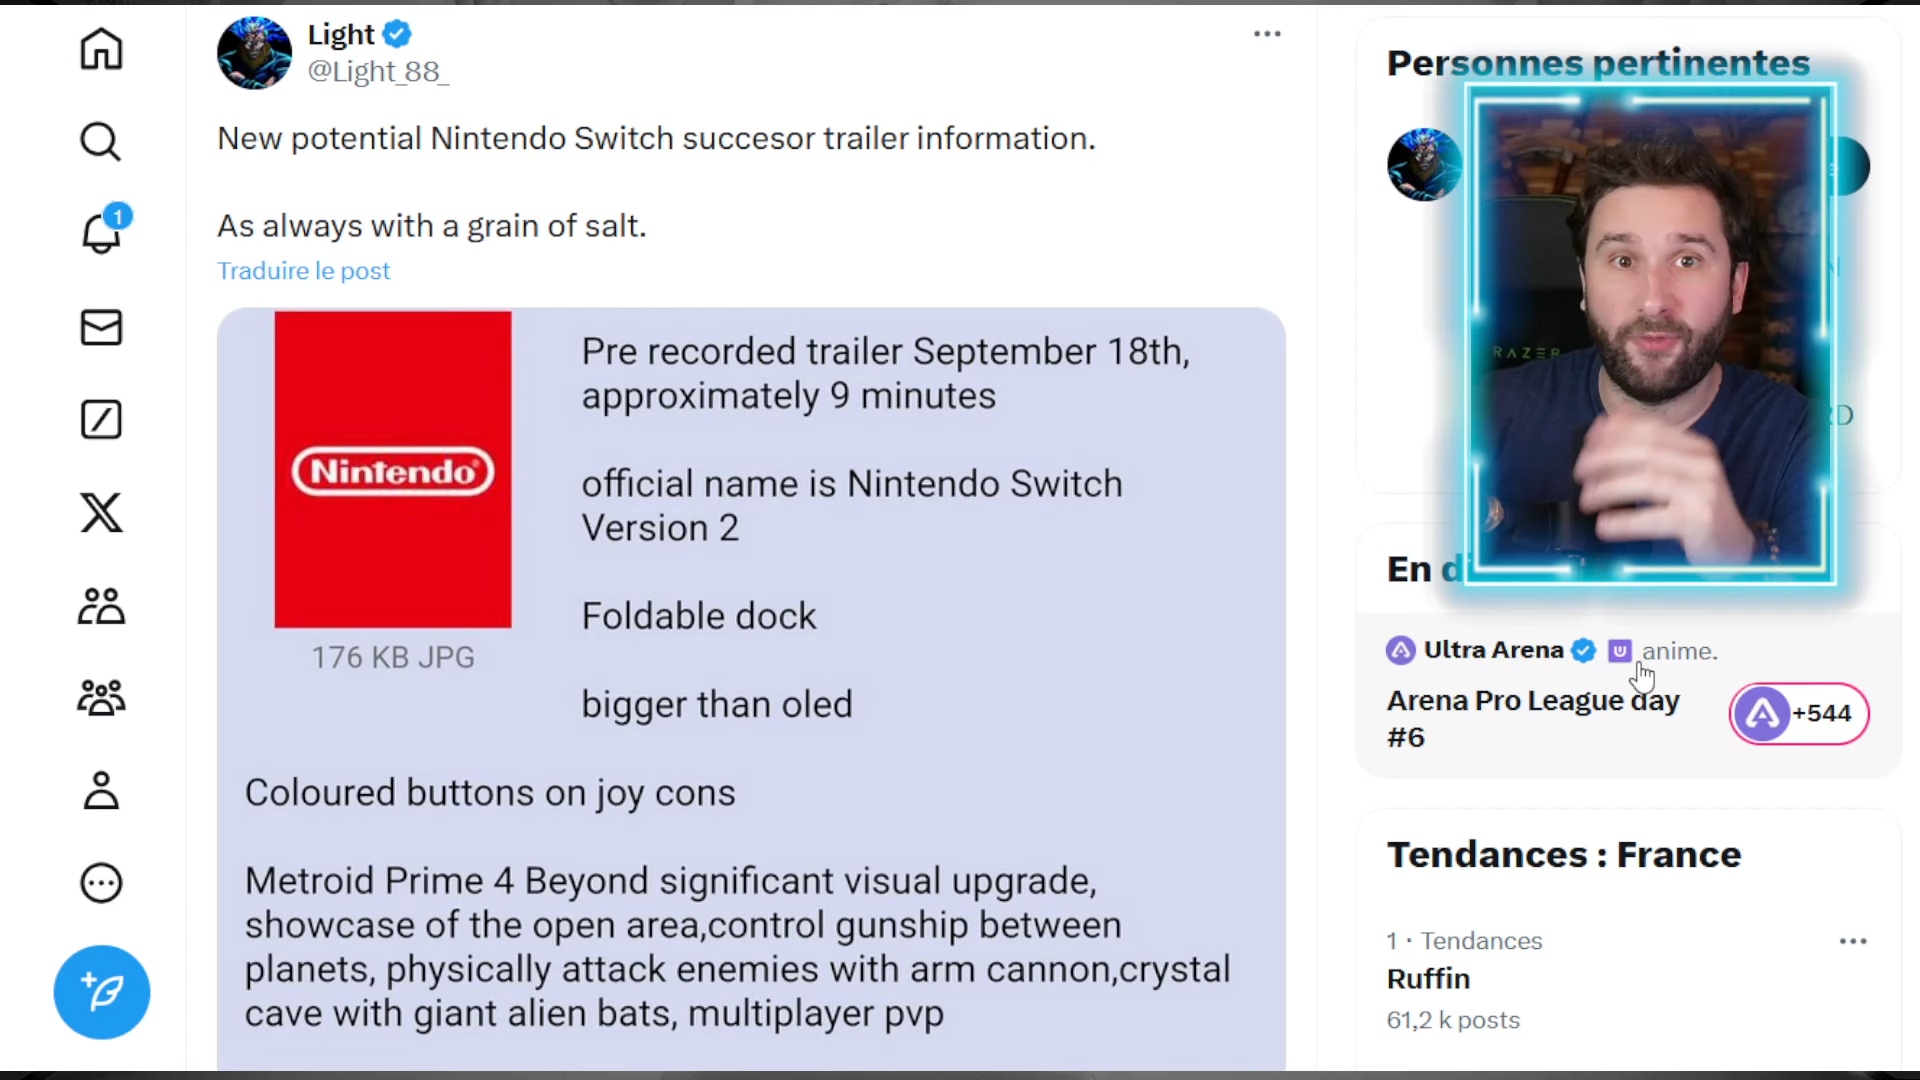 Light
@Light_88_
New potential Nintendo Switch succesor trailer information.
As always with a grain of salt.
Traduire le post
Nintendo
176 KB JPG
Pre recorded trailer September 18th,
approximately 9 minutes
official name is Nintendo Switch
Version 2
Foldable dock
bigger than oled
Coloured buttons on joy cons
Metroid Prime 4 Beyond significant visual upgrade,
showcase of the open area,control gunship between
planets, physically attack enemies with arm cannon,crystal
cave with giant alien bats, multiplayer pvp
1
Personnes pertinentes
RAZER
En d
Ultra Arena anime.
Arena Pro League day
#6
+544
Tendances : France
1 · Tendances
Ruffin
61,2 k posts